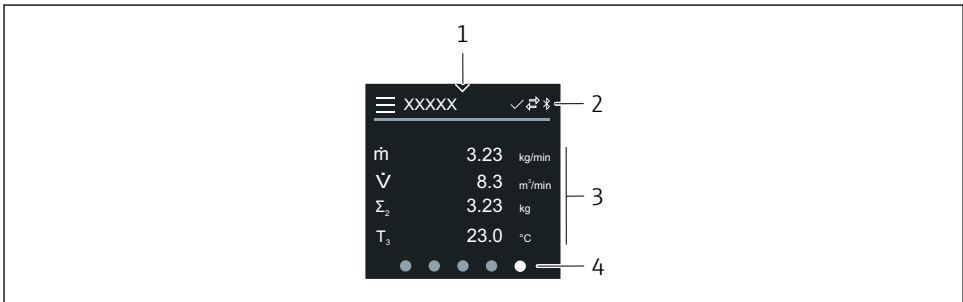 1
XXXXX
2
ṁ 3.23 kg/min
V̇ 8.3 m³/min
Σ₂ 3.23 kg
T₃ 23.0 °C
3
4